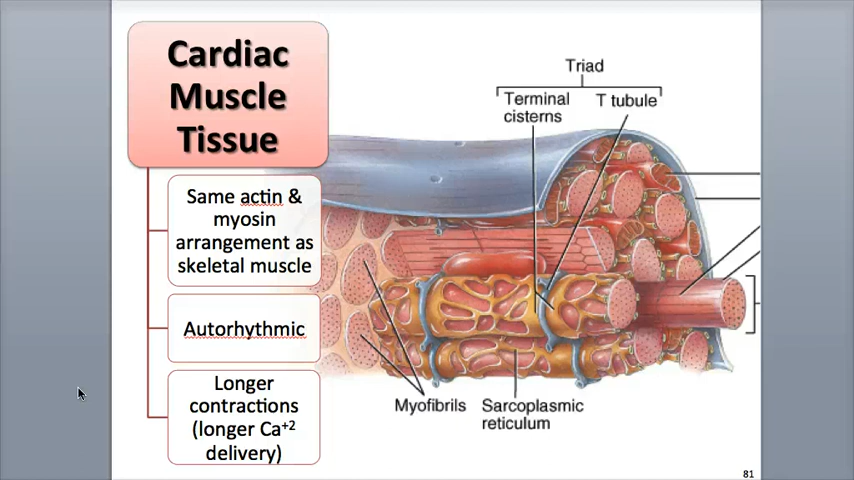 Cardiac
Muscle
Tissue
Same actin &
myosin
arrangement as
skeletal muscle
Autorhythmic
Longer
contractions
(longer Ca+2
delivery)
Triad
Terminal
cisterns
T tubule
Myofibrils
Sarcoplasmic
reticulum
81